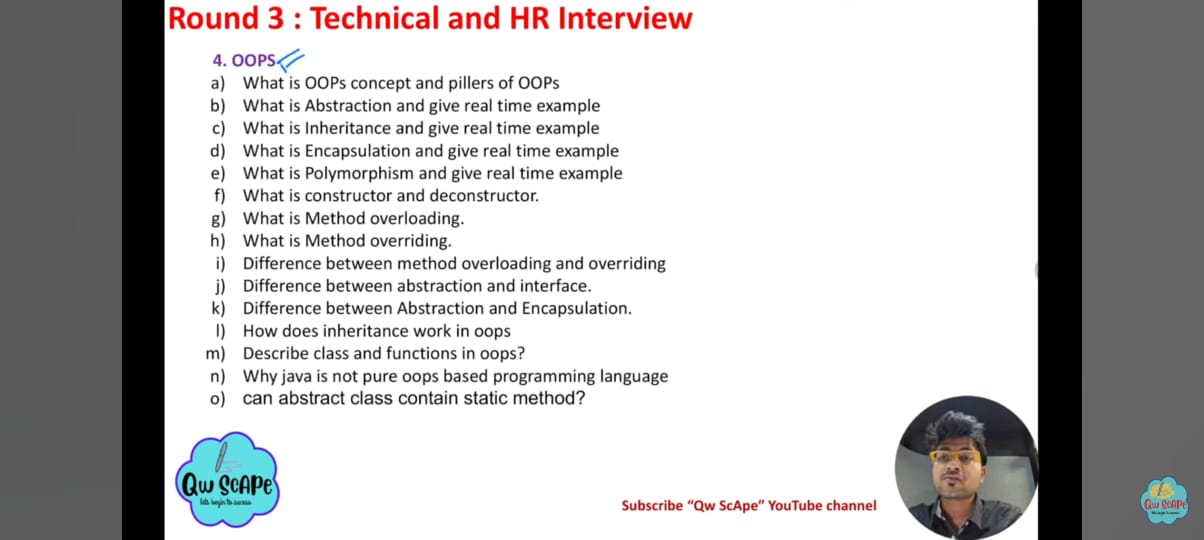 Round 3 : Technical and HR Interview
4. OOPS
a) What is OOPs concept and pillers of OOPs
b) What is Abstraction and give real time example
c) What is Inheritance and give real time example
d) What is Encapsulation and give real time example
e) What is Polymorphism and give real time example
f) What is constructor and deconstructor.
g) What is Method overloading.
h) What is Method overriding.
i) Difference between method overloading and overriding
j) Difference between abstraction and interface.
k) Difference between Abstraction and Encapsulation.
l) How does inheritance work in oops
m) Describe class and functions in oops?
n) Why java is not pure oops based programming language
o) can abstract class contain static method?
Qw ScAPe
lets begin to success
Subscribe “Qw ScApe” YouTube channel
Qw ScAPe